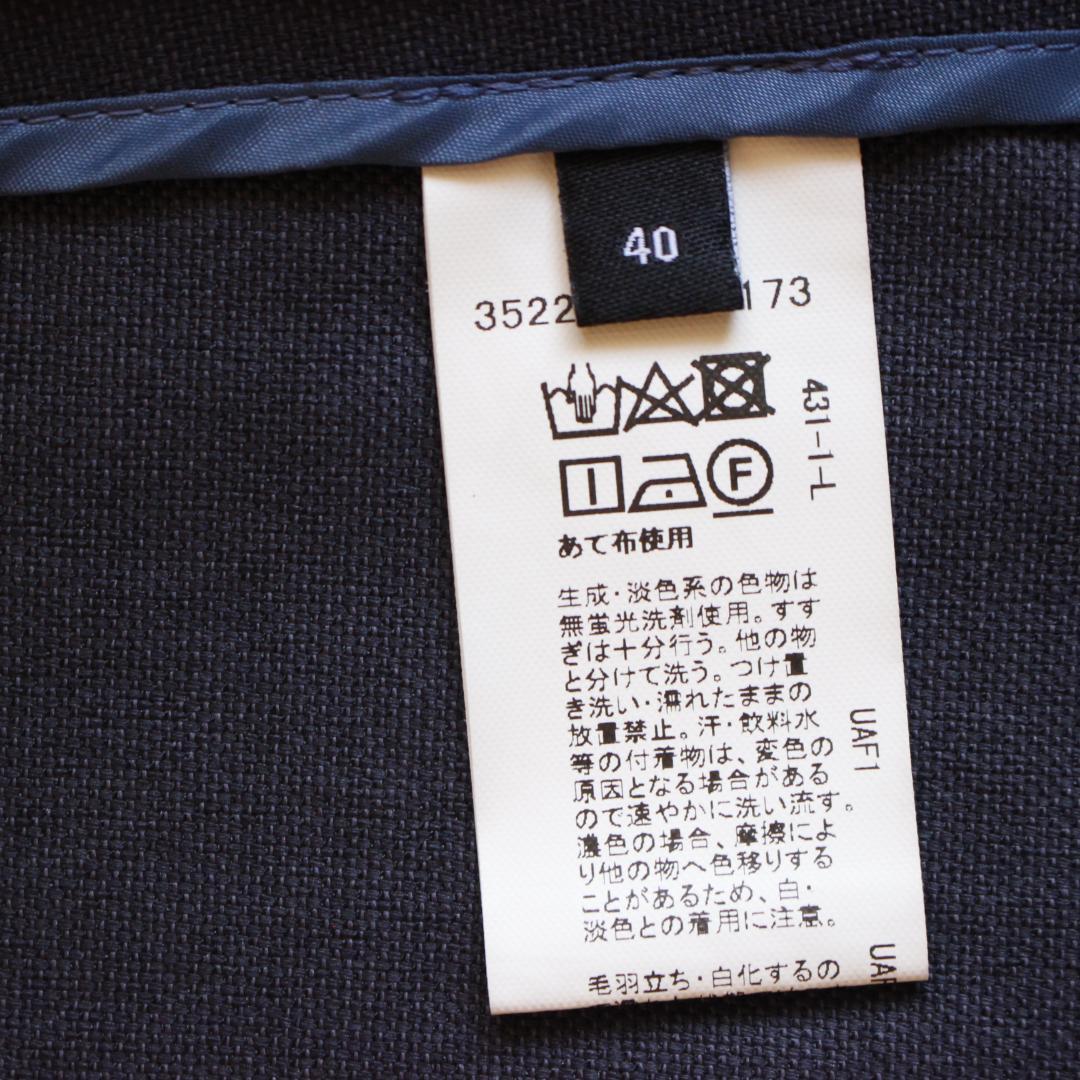 40
3522 173
431-1-L
F
あて布使用
生成・淡色系の色物は
無蛍光洗剤使用。すす
ぎは十分行う。他の物
と分けて洗う。つけ置
き洗い・濡れたままの
放置禁止。汗・飲料水
等の付着物は、変色の
原因となる場合がある
ので速やかに洗い流す。
濃色の場合、摩擦によ
り他の物へ色移りする
ことがあるため、白・
淡色との着用に注意。
UAF1
毛羽立ち・白化するの